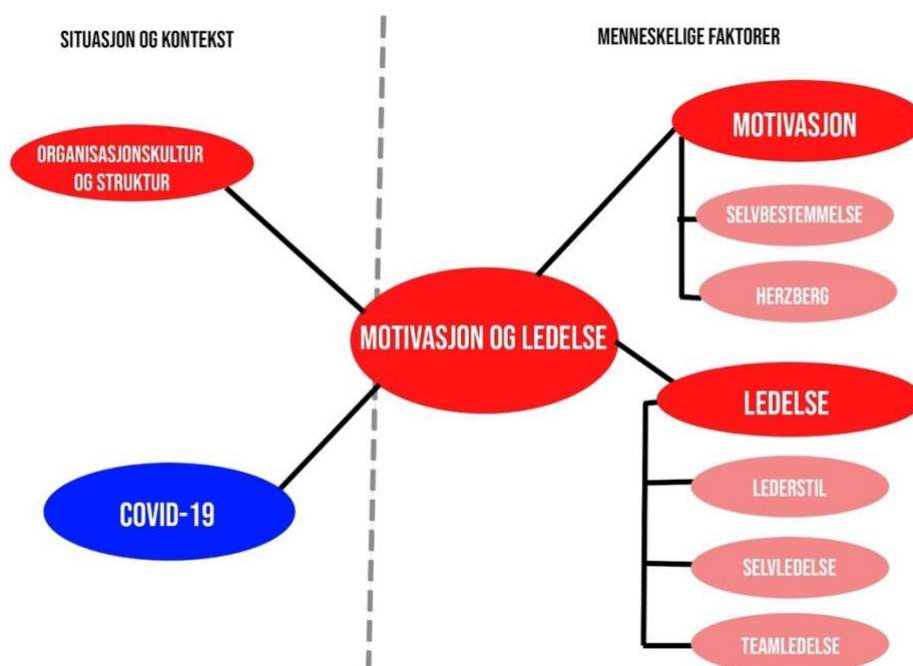 SITUASJON OG KONTEKST
MENNESKELIGE FAKTORER
ORGANISASJONSKULTUR
OG STRUKTUR
MOTIVASJON
SELVBESTEMMELSE
HERZBERG
MOTIVASJON OG LEDELSE
LEDELSE
COVID-19
LEDERSTIL
SELVLEDELSE
TEAMLEDELSE